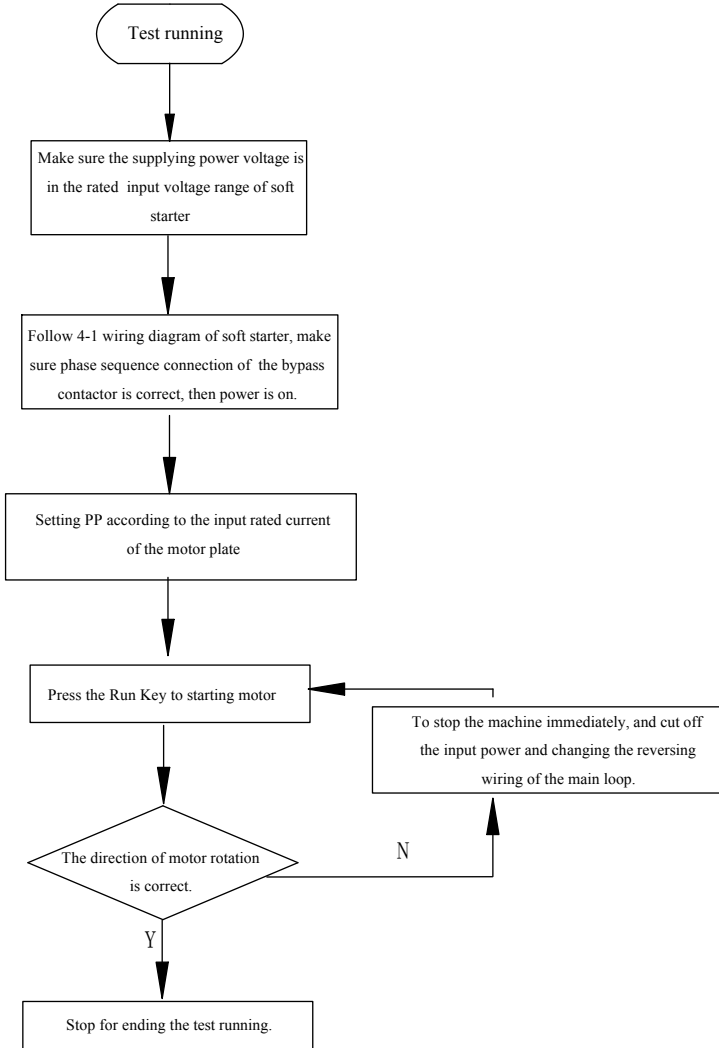 Test running
Make sure the supplying power voltage is
in the rated input voltage range of soft
starter
Follow 4-1 wiring diagram of soft starter, make
sure phase sequence connection of the bypass
contactor is correct, then power is on.
Setting PP according to the input rated current
of the motor plate
Press the Run Key to starting motor
To stop the machine immediately, and cut off
the input power and changing the reversing
wiring of the main loop.
The direction of motor rotation
is correct.
N
Y
Stop for ending the test running.